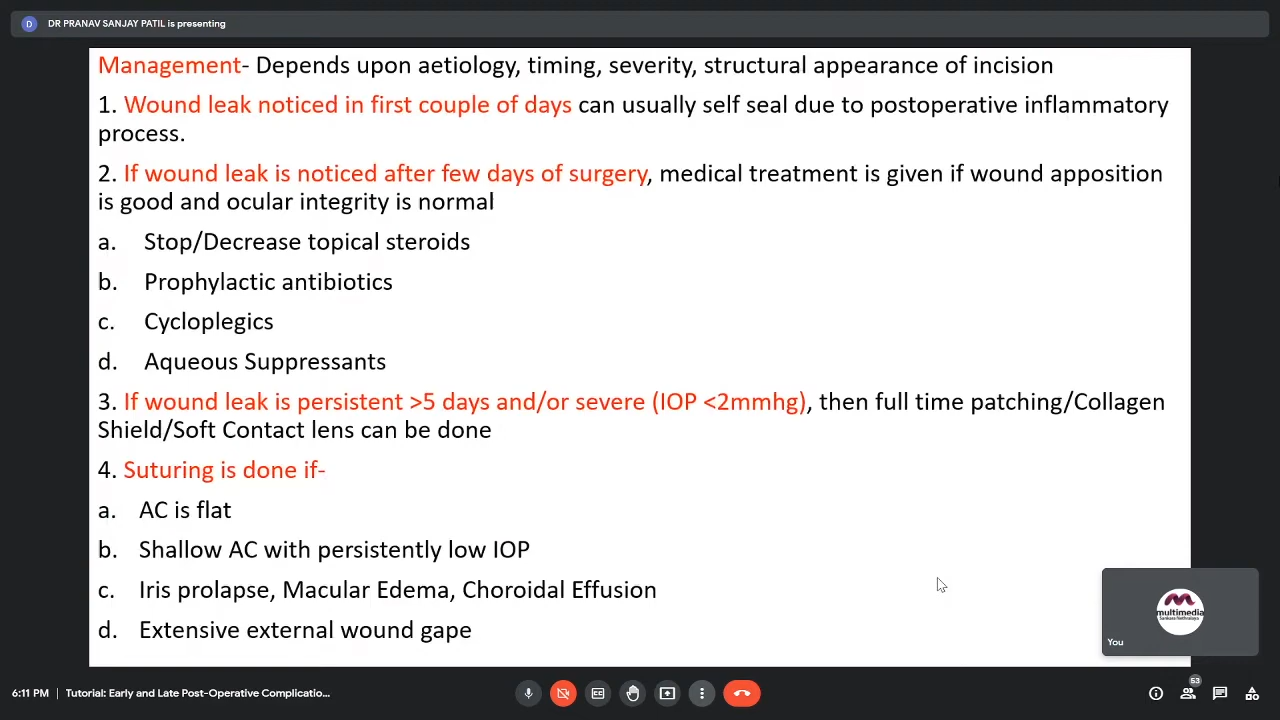 D DR PRANAV SANJAY PATIL is presenting
Management- Depends upon aetiology, timing, severity, structural appearance of incision
1. Wound leak noticed in first couple of days can usually self seal due to postoperative inflammatory
process.
2. If wound leak is noticed after few days of surgery, medical treatment is given if wound apposition
is good and ocular integrity is normal
a. Stop/Decrease topical steroids
b. Prophylactic antibiotics
c. Cycloplegics
d. Aqueous Suppressants
3. If wound leak is persistent >5 days and/or severe (IOP <2mmhg), then full time patching/Collagen
Shield/Soft Contact lens can be done
4. Suturing is done if-
a. AC is flat
b. Shallow AC with persistently low IOP
c. Iris prolapse, Macular Edema, Choroidal Effusion
d. Extensive external wound gape
multimedia
Sankara Nethralaya
You
6:11 PM | Tutorial: Early and Late Post-Operative Complicatio...
53